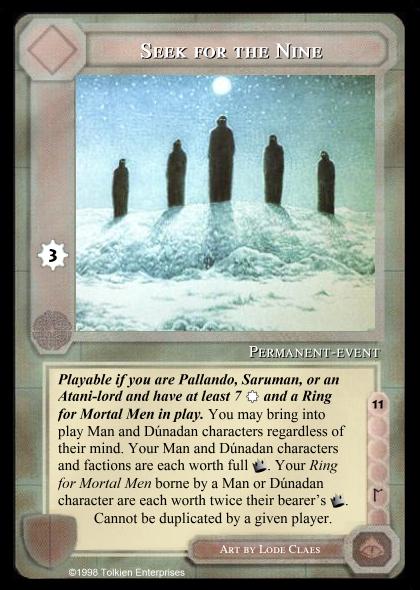 SEEK FOR THE NINE
3
PERMANENT-EVENT
Playable if you are Pallando, Saruman, or an
Atani-lord and have at least 7 and a Ring
for Mortal Men in play. You may bring into
play Man and Dúnadan characters regardless of
their mind. Your Man and Dúnadan characters
and factions are each worth full . Your Ring
for Mortal Men borne by a Man or Dúnadan
character are each worth twice their bearer's .
Cannot be duplicated by a given player.
11
ART BY LODE CLAES
©1998 Tolkien Enterprises